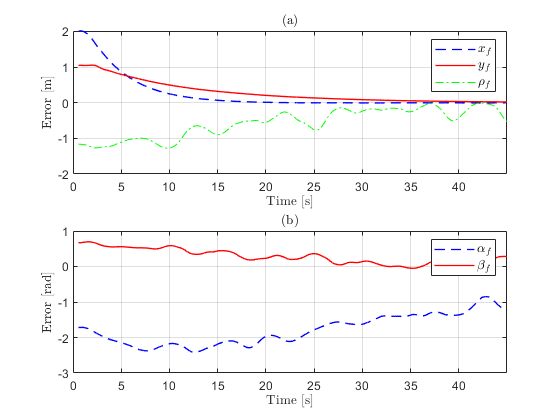 (a)
Error [m]
2
1
0
-1
-2
x_f
y_f
ρ_f
0 5 10 15 20 25 30 35 40
Time [s]
(b)
Error [rad]
1
0
-1
-2
-3
α_f
β_f
0 5 10 15 20 25 30 35 40
Time [s]